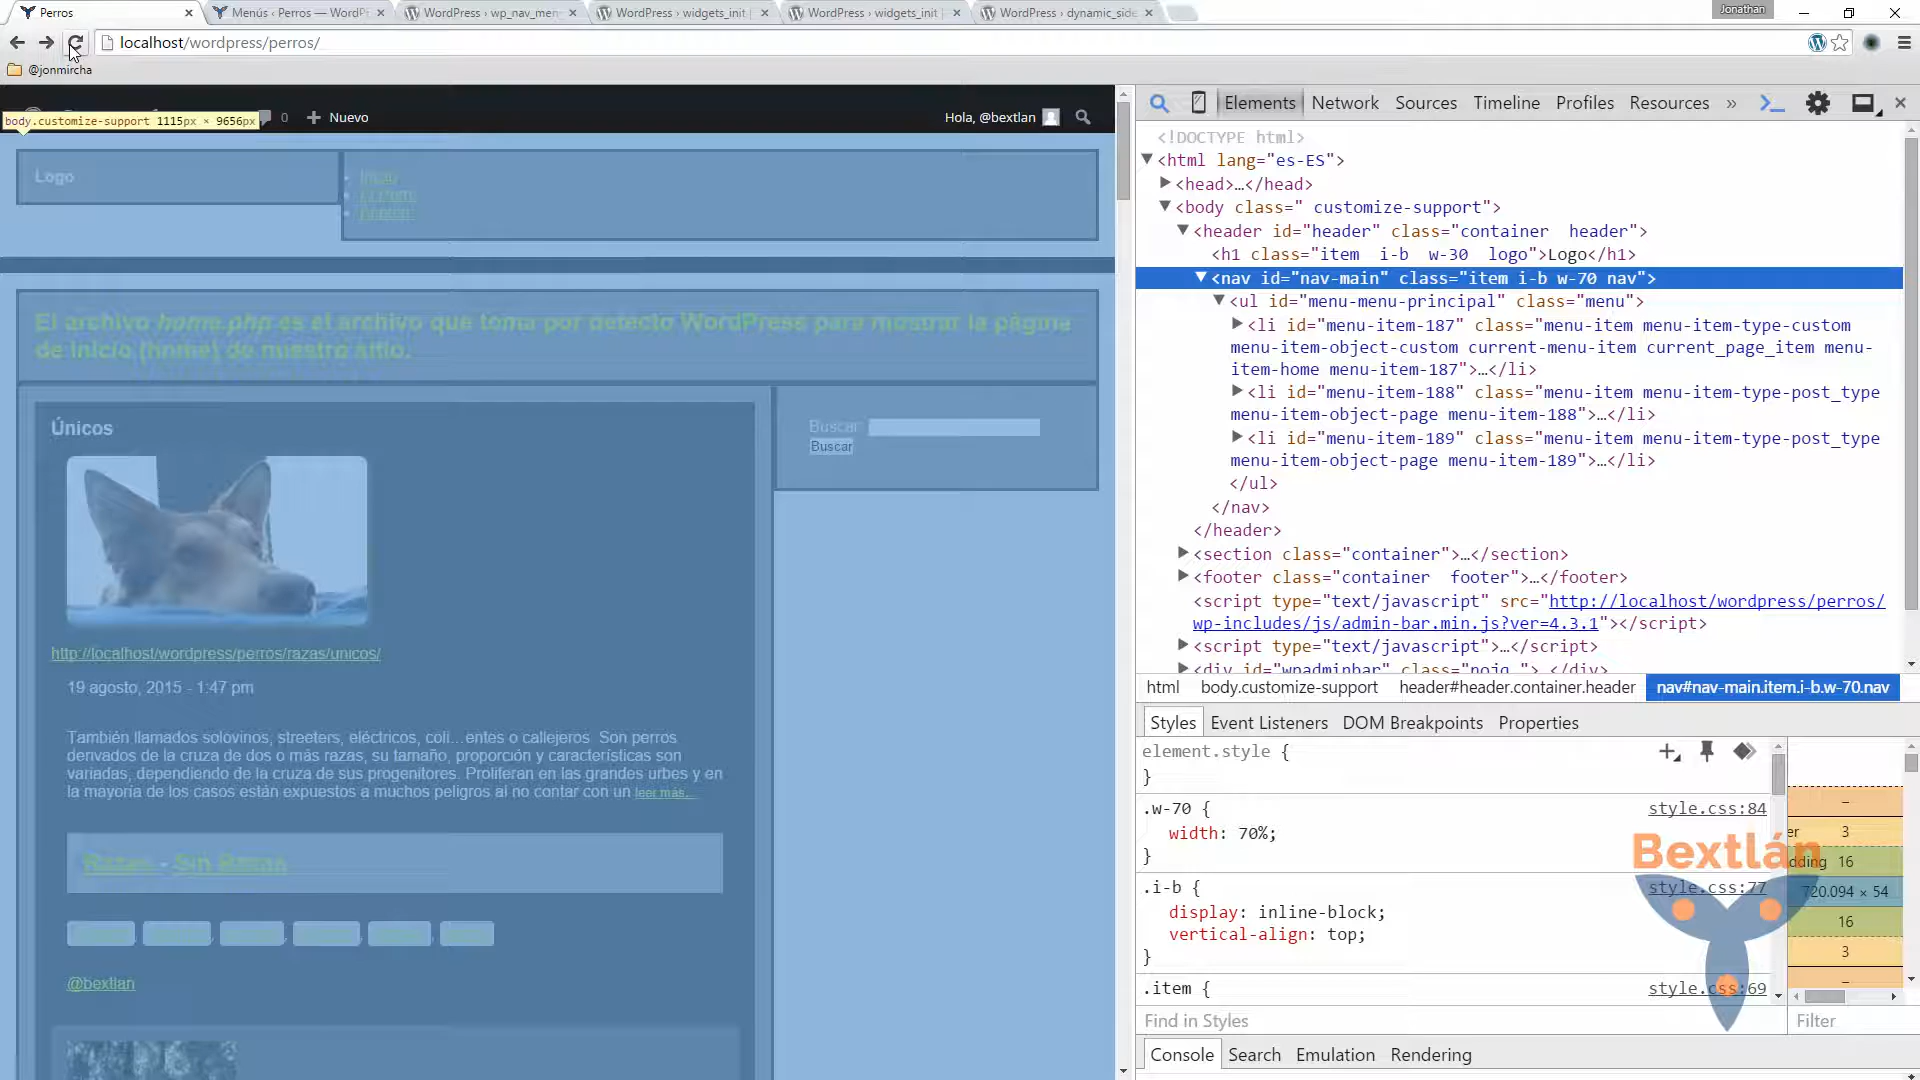 Perros
Menús ‹ Perros — WordPr
WordPress › wp_nav_men
WordPress › widgets_init |
WordPress › widgets_init |
WordPress › dynamic_side
Jonathan
localhost/wordpress/perros/
@jonmircha
body.customize-support 1115px × 9656px
0
Nuevo
Hola, @bextlan
Logo
Inicio
El archivo home.php es el archivo que toma por defecto WordPress para mostrar la página
de inicio (home) de nuestro sitio.
Únicos
Buscar:
Buscar
http://localhost/wordpress/perros/razas/unicos/
19 agosto, 2015 - 1:47 pm
También llamados solovinos, streeters, eléctricos, coli…entes o callejeros. Son perros
derivados de la cruza de dos o más razas, su tamaño, proporción y características son
variadas, dependiendo de la cruza de sus progenitores. Proliferan en las grandes urbes y en
la mayoría de los casos están expuestos a muchos peligros al no contar con un leer más...
Razas - Sin Razas
@bextlan
Elements Network Sources Timeline Profiles Resources »
<!DOCTYPE html>
<html lang="es-ES">
<head>…</head>
<body class=" customize-support">
<header id="header" class="container  header">
<h1 class="item  i-b  w-30  logo">Logo</h1>
<nav id="nav-main" class="item i-b w-70 nav">
<ul id="menu-menu-principal" class="menu">
<li id="menu-item-187" class="menu-item menu-item-type-custom
menu-item-object-custom current-menu-item current_page_item menu-
item-home menu-item-187">…</li>
<li id="menu-item-188" class="menu-item menu-item-type-post_type
menu-item-object-page menu-item-188">…</li>
<li id="menu-item-189" class="menu-item menu-item-type-post_type
menu-item-object-page menu-item-189">…</li>
</ul>
</nav>
</header>
<section class="container">…</section>
<footer class="container  footer">…</footer>
<script type="text/javascript" src="http://localhost/wordpress/perros/
wp-includes/js/admin-bar.min.js?ver=4.3.1"></script>
<script type="text/javascript">…</script>
<div id="wpadminbar" class="nojq ">…</div>
html body.customize-support header#header.container.header nav#nav-main.item.i-b.w-70.nav
Styles Event Listeners DOM Breakpoints Properties
element.style {
}
.w-70 { style.css:84
width: 70%;
}
.i-b { style.css:77
display: inline-block;
vertical-align: top;
}
.item { style.css:69
–
er 3
dding 16
720.094 × 54
16
3
–
Bextlán
Find in Styles
Filter
Console Search Emulation Rendering